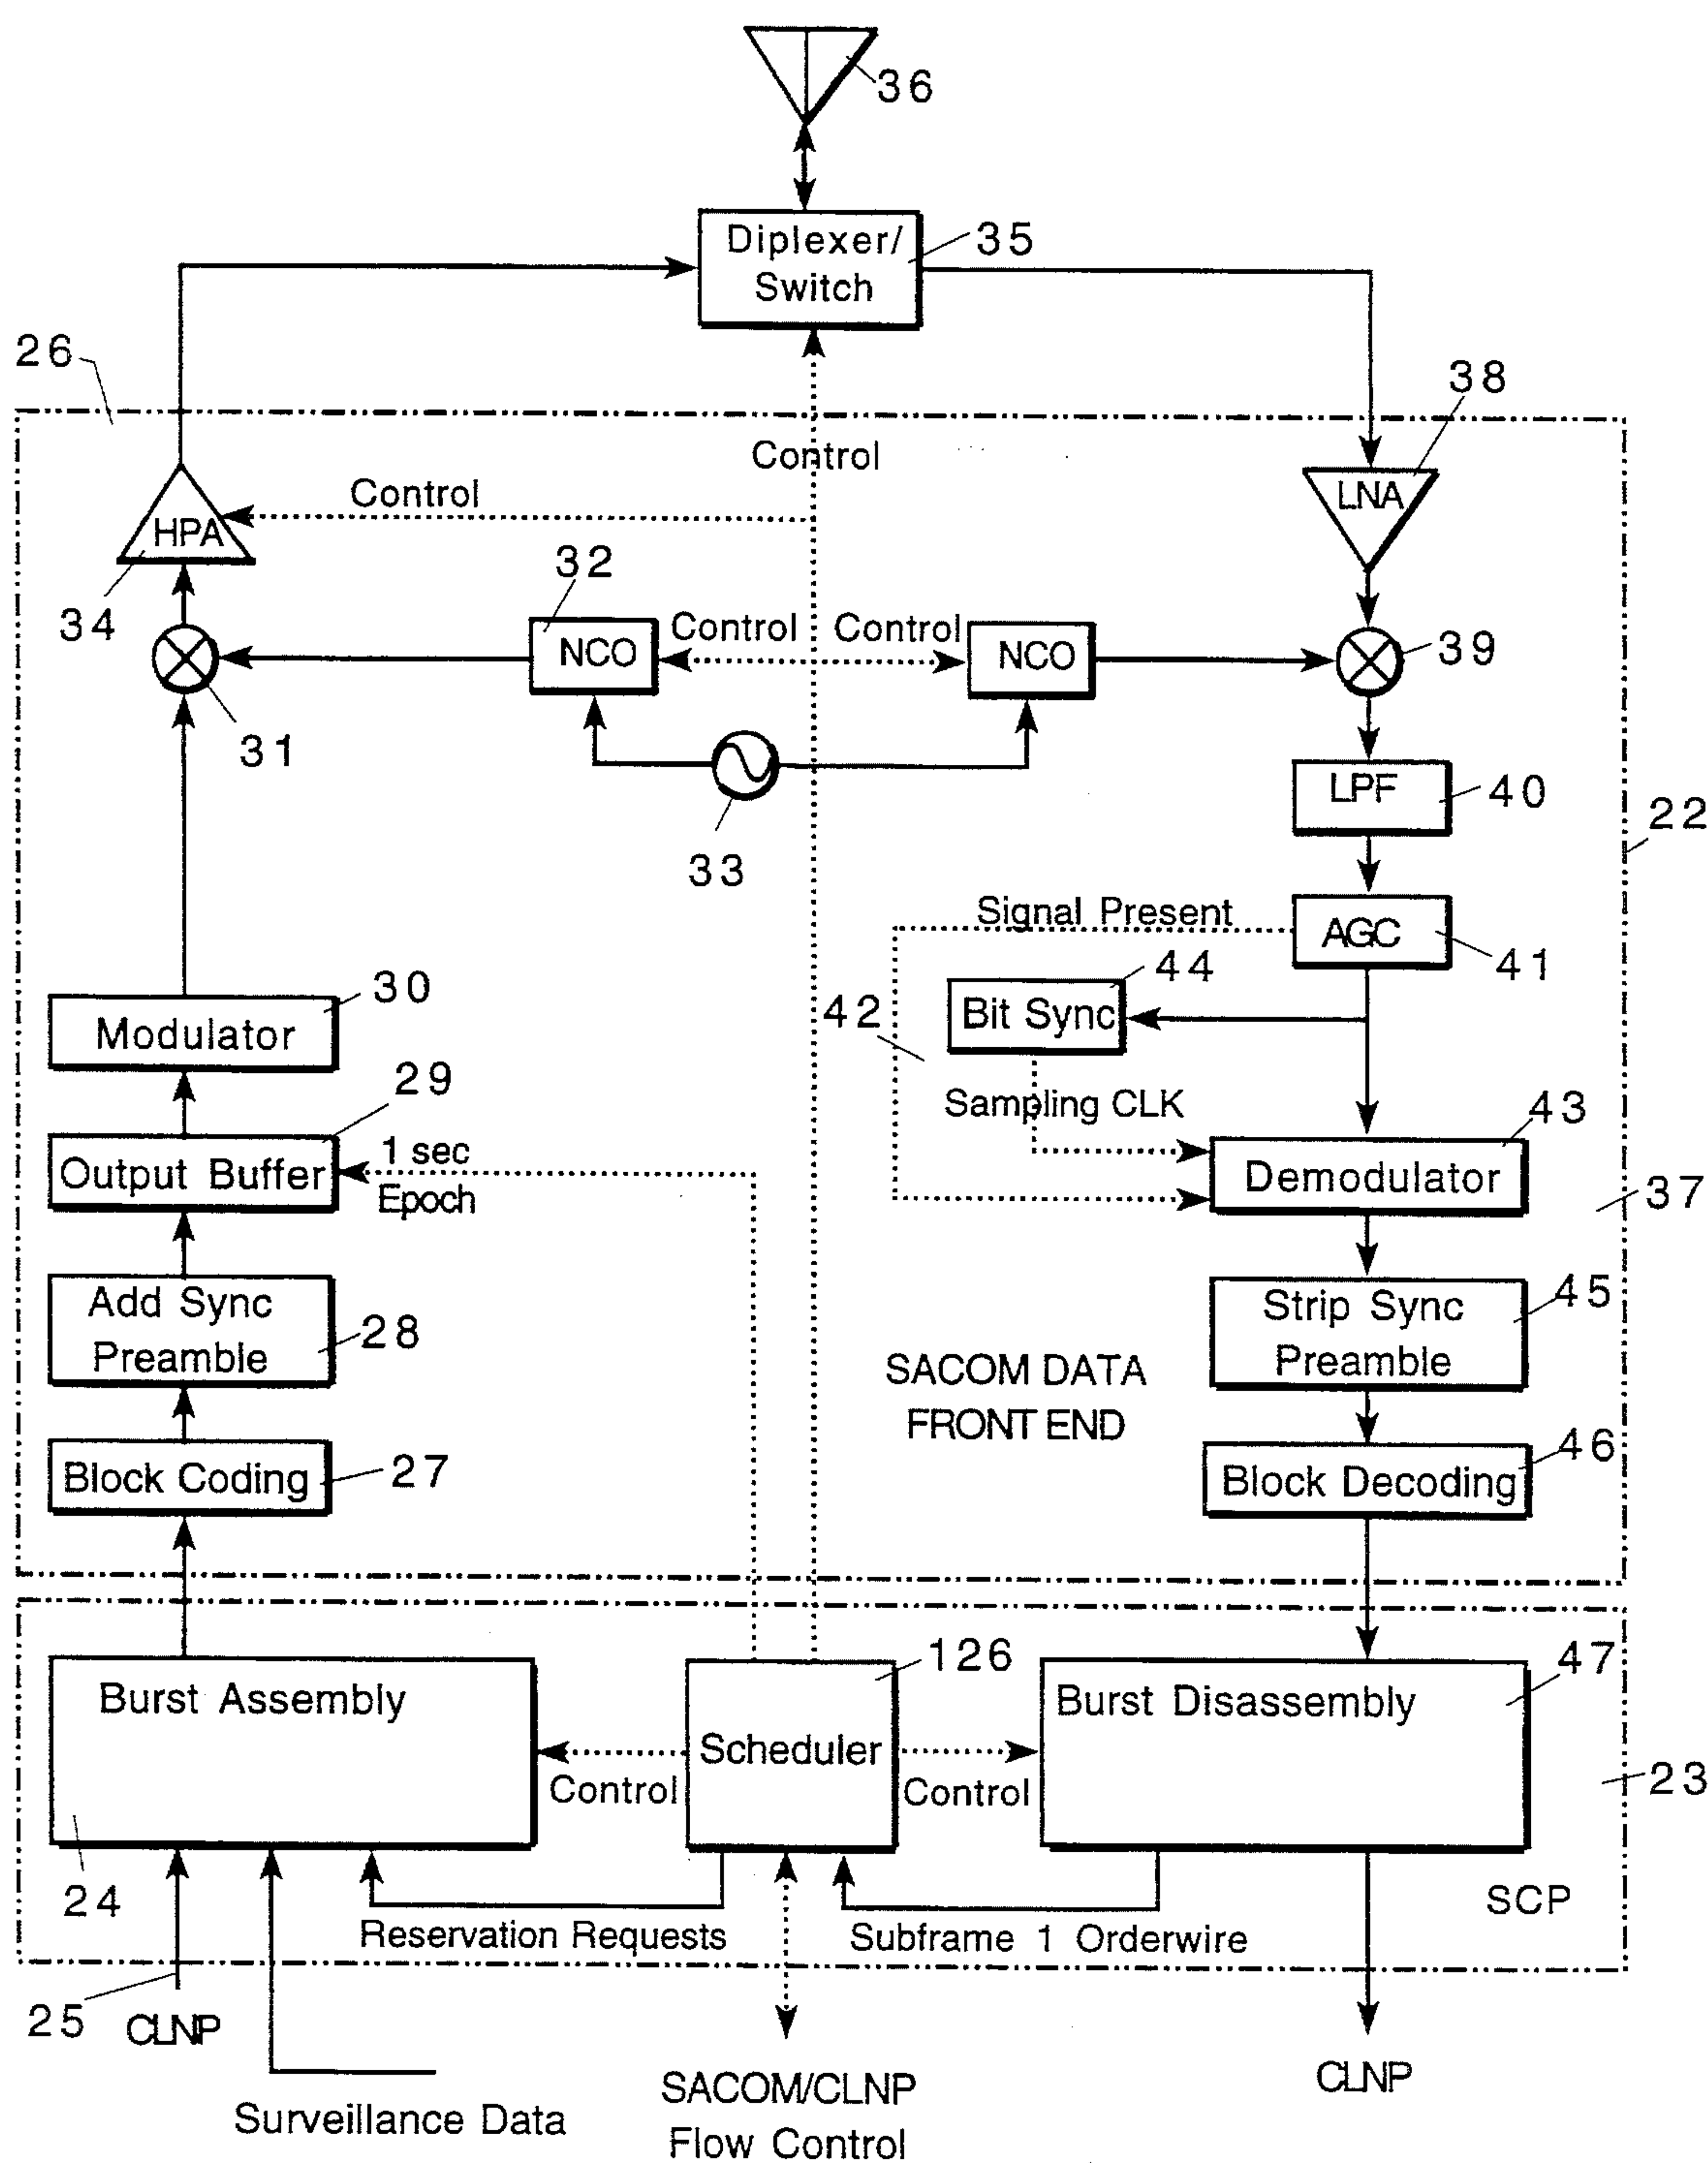 36
Diplexer/
Switch
35
26
38
Control
LNA
Control
HPA
32
34
Control
Control
NCO
NCO
39
31
LPF
40
22
33
Signal Present
AGC
41
44
30
42
Bit Sync
Modulator
29
Sampling CLK
43
1 sec
Output Buffer
Demodulator
37
Epoch
Add Sync
Preamble
28
Strip Sync
Preamble
45
SACOM DATA
FRONT END
Block Coding
27
46
Block Decoding
126
47
Burst Assembly
Burst Disassembly
Scheduler
Control
Control
23
24
SCP
Reservation Requests
Subframe 1 Orderwire
25
CLNP
CLNP
SACOM/CLNP
Flow Control
Surveillance Data